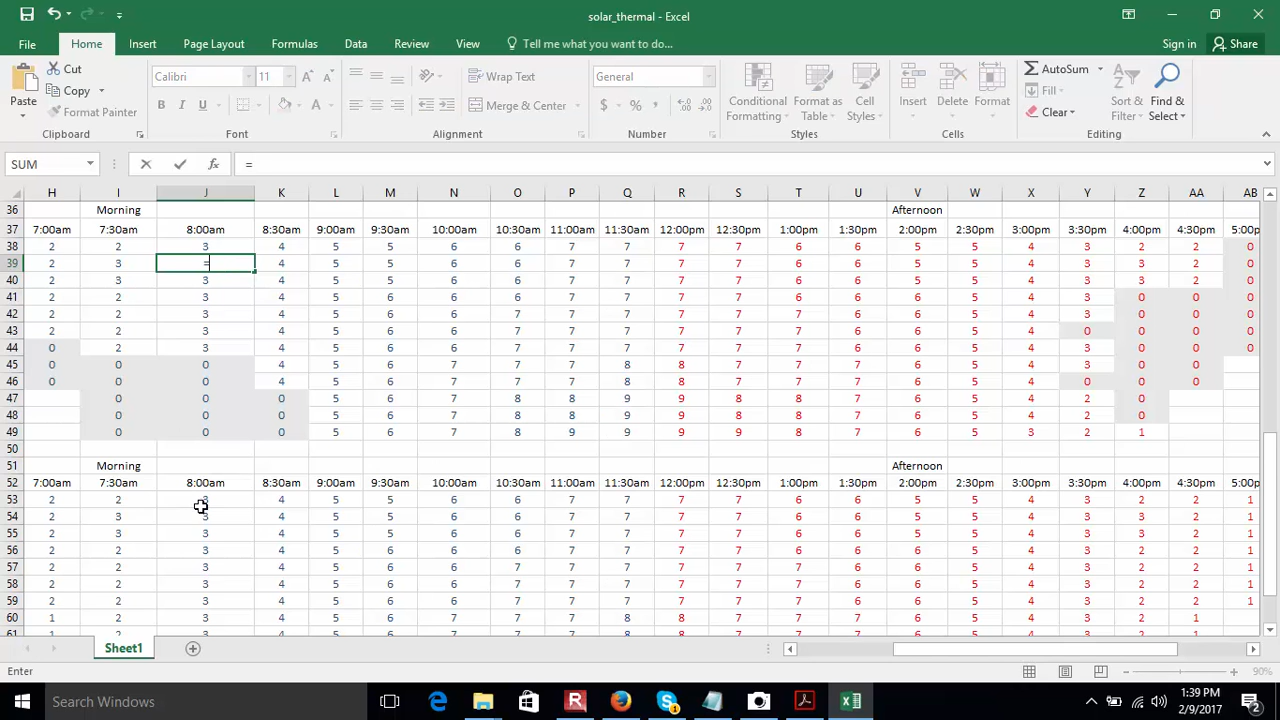 solar_thermal - Excel
File Home Insert Page Layout Formulas Data Review View Tell me what you want to do... Sign in Share
Cut
Copy
Format Painter
Paste
Calibri 11
B I U
A A
Wrap Text
Merge & Center
General
$ % ,
Conditional Formatting
Format as Table
Cell Styles
Insert Delete Format
AutoSum
Fill
Clear
Sort & Filter
Find & Select
Clipboard Font Alignment Number Styles Cells Editing
SUM fx =
H I J K L M N O P Q R S T U V W X Y Z AA AB
36 Morning Afternoon
37 7:00am 7:30am 8:00am 8:30am 9:00am 9:30am 10:00am 10:30am 11:00am 11:30am 12:00pm 12:30pm 1:00pm 1:30pm 2:00pm 2:30pm 3:00pm 3:30pm 4:00pm 4:30pm
38 2 2 3 4 5 5 6 6 7 7 7 7 6 6 5 5 4 3 2 2 0
39 2 3 = 4 5 5 6 6 7 7 7 7 6 6 5 5 4 3 3 2 0
40 2 3 3 4 5 5 6 6 7 7 7 7 6 6 5 5 4 3 3 2 0
41 2 2 3 4 5 5 6 6 7 7 7 7 6 6 5 5 4 3 0 0 0
42 2 2 3 4 5 6 6 7 7 7 7 7 7 6 6 5 4 3 0 0 0
43 2 2 3 4 5 6 6 7 7 7 7 7 7 6 6 5 4 0 0 0 0
44 0 2 3 4 5 6 6 7 7 7 7 7 7 6 6 5 4 3 0 0 0
45 0 0 0 4 5 6 7 7 7 8 8 7 7 7 6 5 4 3 0 0
46 0 0 0 4 5 6 7 7 7 8 8 7 7 7 6 5 4 0 0 0
47 0 0 0 5 6 7 8 8 9 9 8 8 7 6 5 4 2 0
48 0 0 0 5 6 7 8 8 9 9 8 8 7 6 5 4 2 0
49 0 0 0 5 6 7 8 9 9 9 9 8 7 6 5 3 2 1
50
51 Morning Afternoon
52 7:00am 7:30am 8:00am 8:30am 9:00am 9:30am 10:00am 10:30am 11:00am 11:30am 12:00pm 12:30pm 1:00pm 1:30pm 2:00pm 2:30pm 3:00pm 3:30pm 4:00pm 4:30pm
53 2 2 3 4 5 5 6 6 7 7 7 7 6 6 5 5 4 3 2 2 1
54 2 3 3 4 5 5 6 6 7 7 7 7 6 6 5 5 4 3 3 2 1
55 2 3 3 4 5 5 6 6 7 7 7 7 6 6 5 5 4 3 3 2 1
56 2 2 3 4 5 5 6 6 7 7 7 7 6 6 5 5 4 3 2 2 1
57 2 2 3 4 5 6 6 7 7 7 7 7 7 6 6 5 4 3 2 2 1
58 2 2 3 4 5 6 6 7 7 7 7 7 7 6 6 5 4 3 2 2 1
59 2 2 3 4 5 6 6 7 7 7 7 7 7 6 6 5 4 3 2 2 1
60 1 2 3 4 5 6 7 7 7 8 8 7 7 7 6 5 4 3 2 1
61
Sheet1
Enter 90%
Search Windows
1:39 PM
2/9/2017